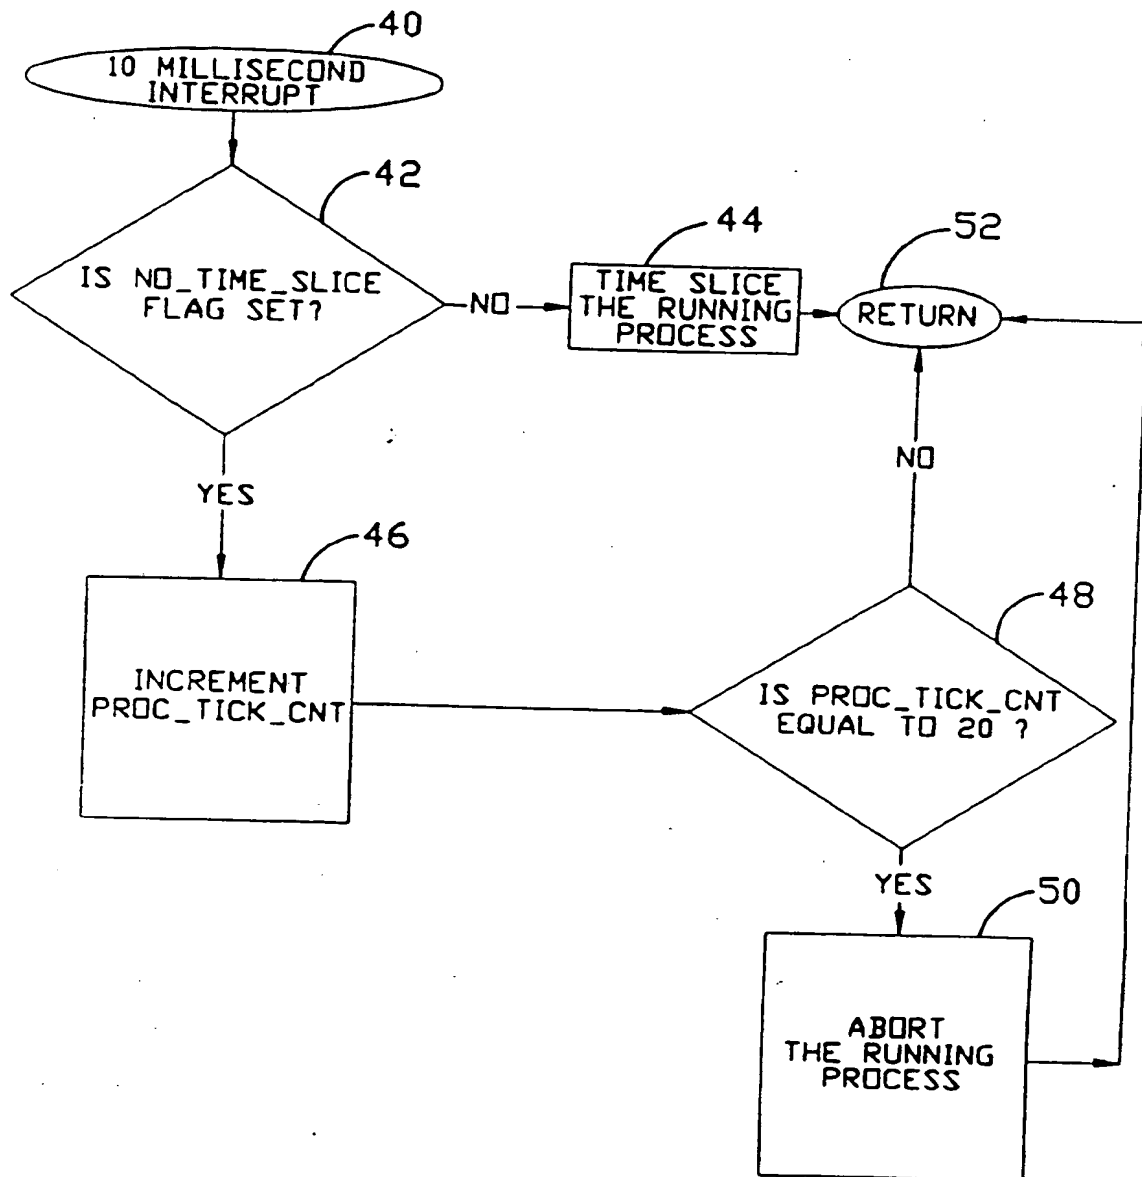 40
10 MILLISECOND
INTERRUPT
42
IS NO_TIME_SLICE
FLAG SET?
NO
44
TIME SLICE
THE RUNNING
PROCESS
52
RETURN
YES
NO
46
INCREMENT
PROC_TICK_CNT
48
IS PROC_TICK_CNT
EQUAL TO 20 ?
YES
50
ABORT
THE RUNNING
PROCESS